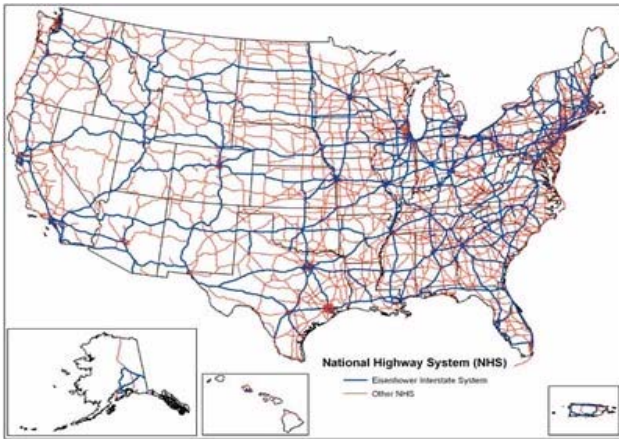 National Highway System (NHS)
Eisenhower Interstate System
Other NHS